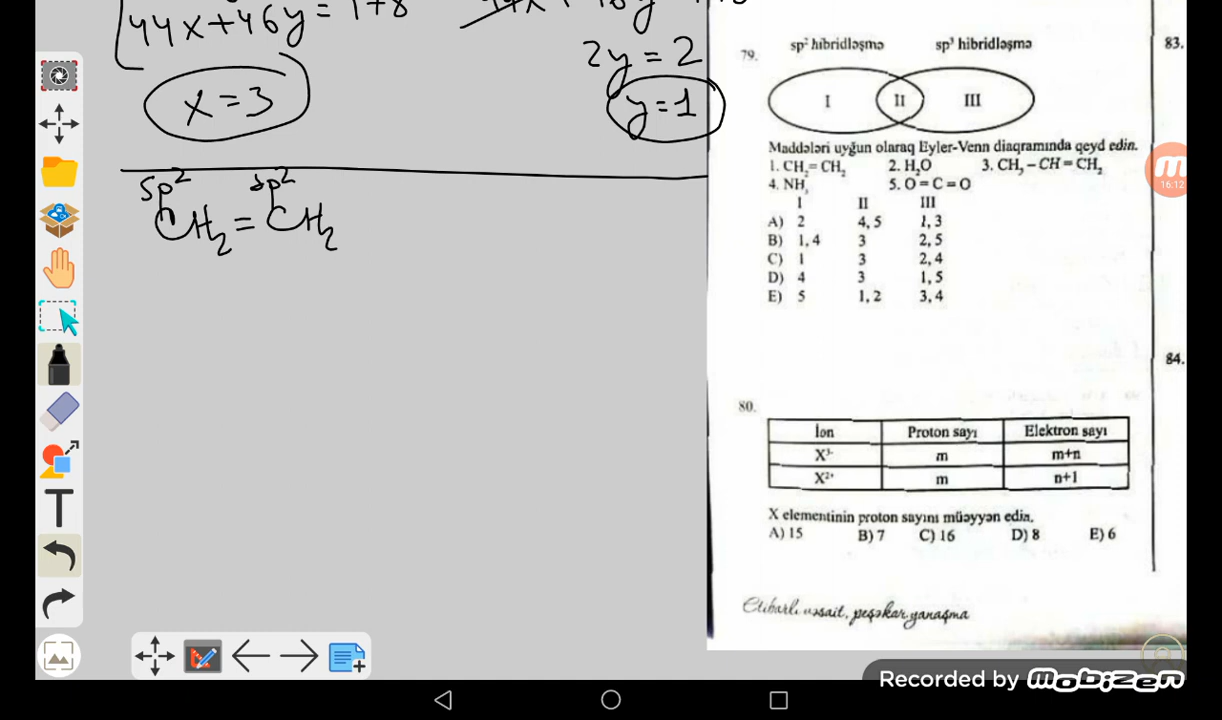 44x+46y=1+8
2y=2
x=3
y=1
sp² sp²
CH₂=CH₂
79.
sp² hibridləşmə sp³ hibridləşmə
I II III
Maddələri uyğun olaraq Eyler-Venn diaqramında qeyd edin.
1. CH₂= CH₂ 2. H₂O 3. CH₃ – CH = CH₂
4. NH₃ 5. O = C = O
I II III
A) 2 4, 5 1, 3
B) 1, 4 3 2, 5
C) 1 3 2, 4
D) 4 3 1, 5
E) 5 1, 2 3, 4
80.
İon Proton sayı Elektron sayı
X³⁻ m m+n
X²⁺ m n+1
X elementinin proton sayını müəyyən edin.
A) 15 B) 7 C) 16 D) 8 E) 6
Etibarlı vəsait, peşəkar yanaşma
83.
84.
16:12
T
Recorded by mobizen